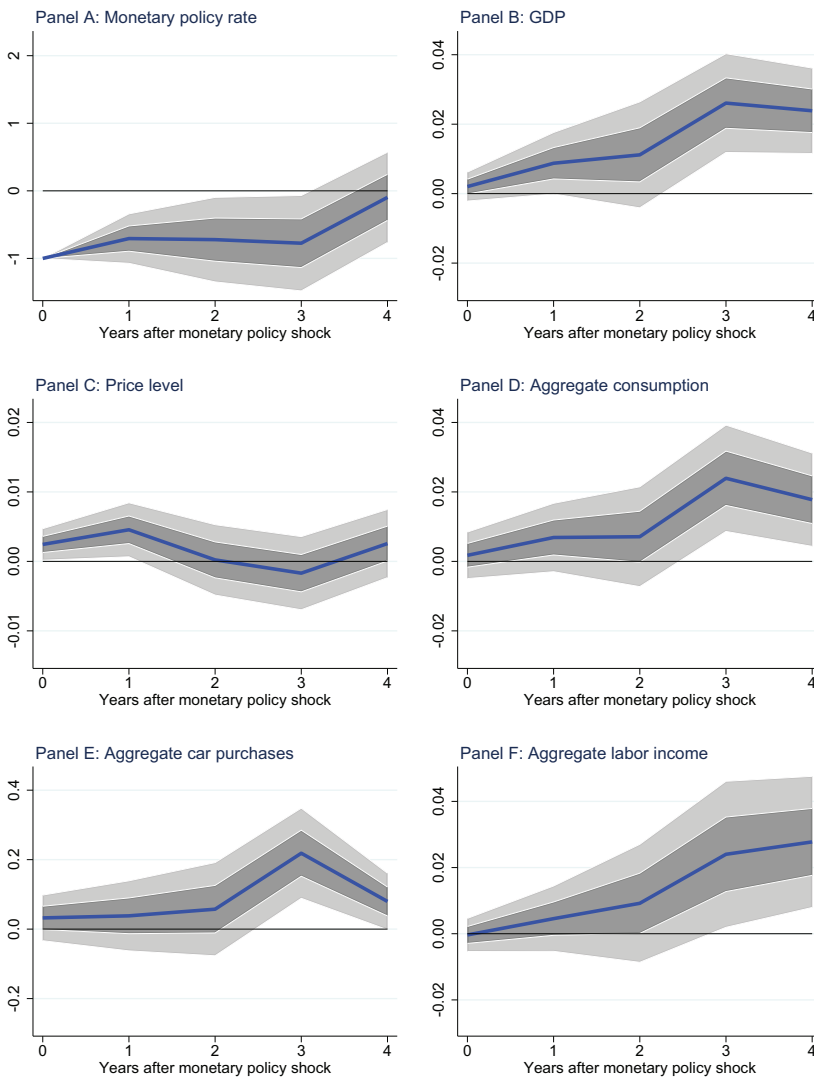 Panel A: Monetary policy rate
2
1
0
-1
0 1 2 3 4
Years after monetary policy shock
Panel B: GDP
0.04
0.02
0.00
-0.02
0 1 2 3 4
Years after monetary policy shock
Panel C: Price level
0.02
0.01
0.00
-0.01
0 1 2 3 4
Years after monetary policy shock
Panel D: Aggregate consumption
0.04
0.02
0.00
-0.02
0 1 2 3 4
Years after monetary policy shock
Panel E: Aggregate car purchases
0.4
0.2
0.0
-0.2
0 1 2 3 4
Years after monetary policy shock
Panel F: Aggregate labor income
0.04
0.02
0.00
-0.02
0 1 2 3 4
Years after monetary policy shock